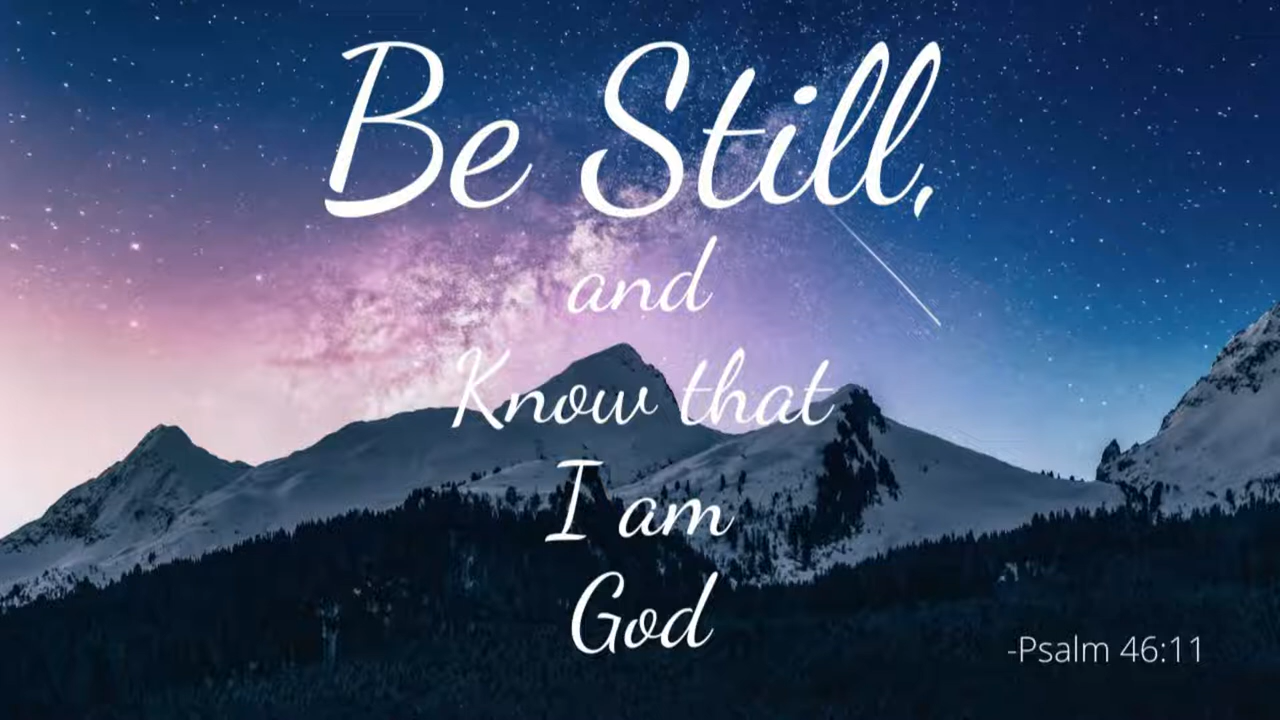 Be Still,
and
Know that
I am
God
-Psalm 46:11